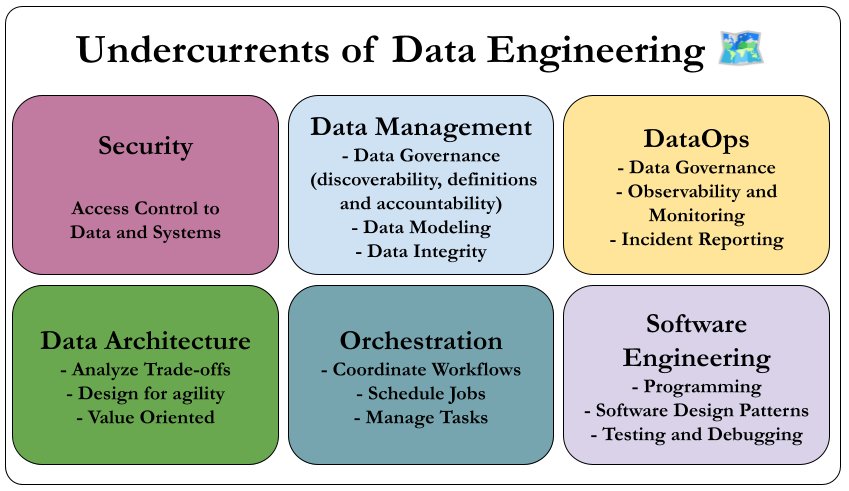 Undercurrents of Data Engineering
Security
Access Control to
Data and Systems
Data Management
- Data Governance
(discoverability, definitions
and accountability)
- Data Modeling
- Data Integrity
DataOps
- Data Governance
- Observability and
Monitoring
- Incident Reporting
Data Architecture
- Analyze Trade-offs
- Design for agility
- Value Oriented
Orchestration
- Coordinate Workflows
- Schedule Jobs
- Manage Tasks
Software
Engineering
- Programming
- Software Design Patterns
- Testing and Debugging